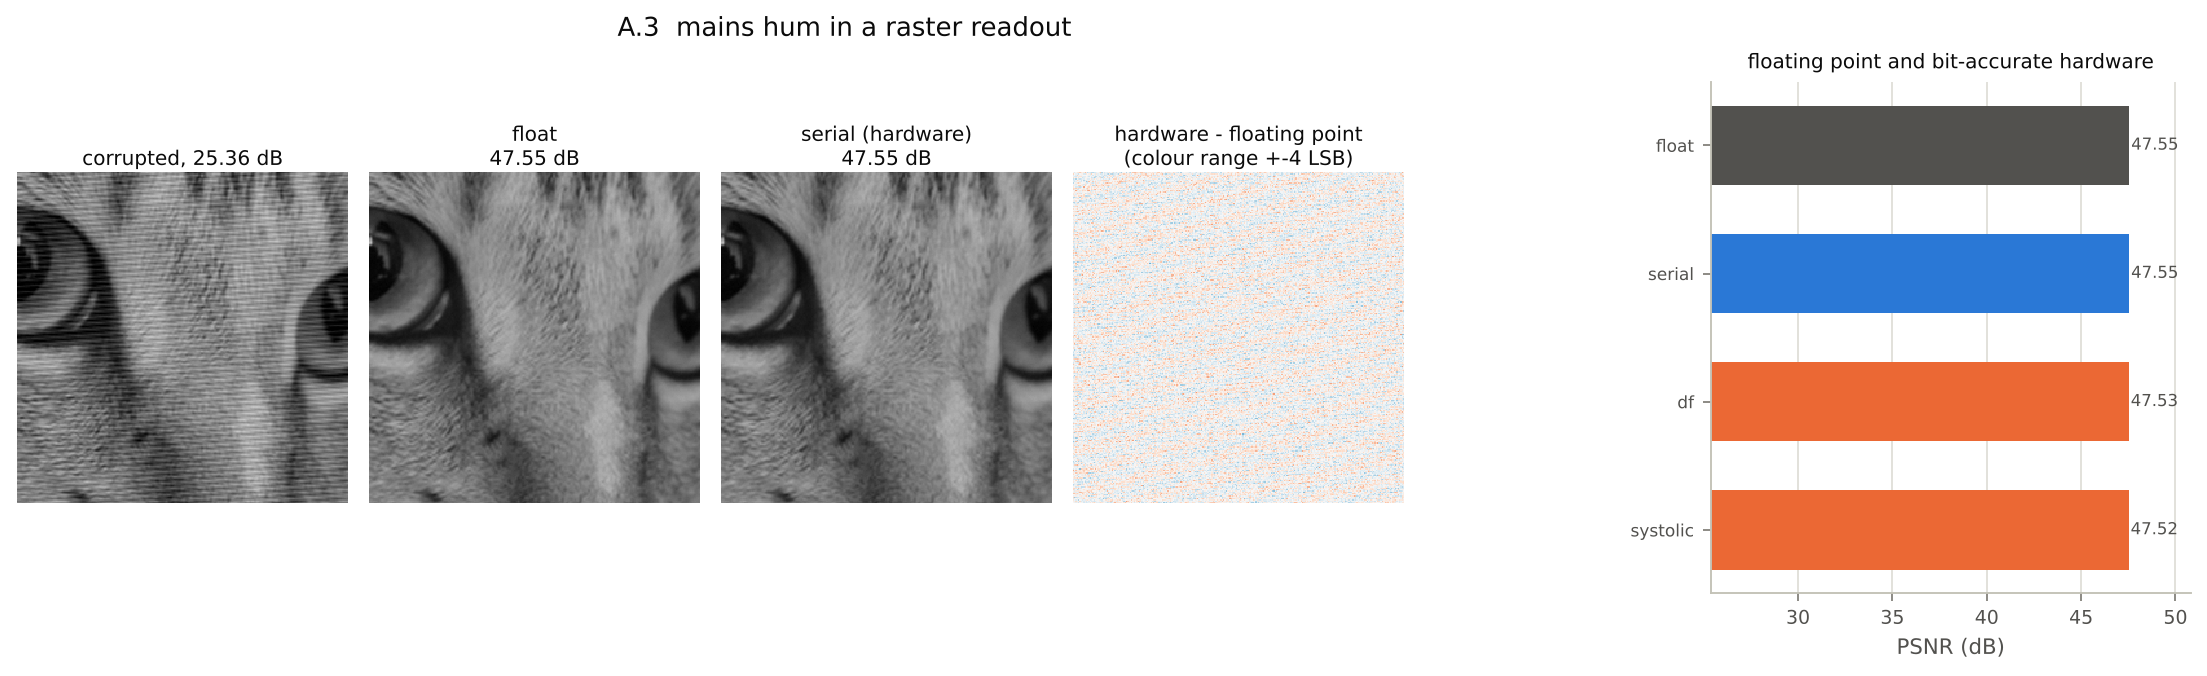 A.3  mains hum in a raster readout
corrupted, 25.36 dB
float
47.55 dB
serial (hardware)
47.55 dB
hardware - floating point
(colour range +-4 LSB)
floating point and bit-accurate hardware
float
47.55
serial
47.55
df
47.53
systolic
47.52
30 35 40 45 50
PSNR (dB)